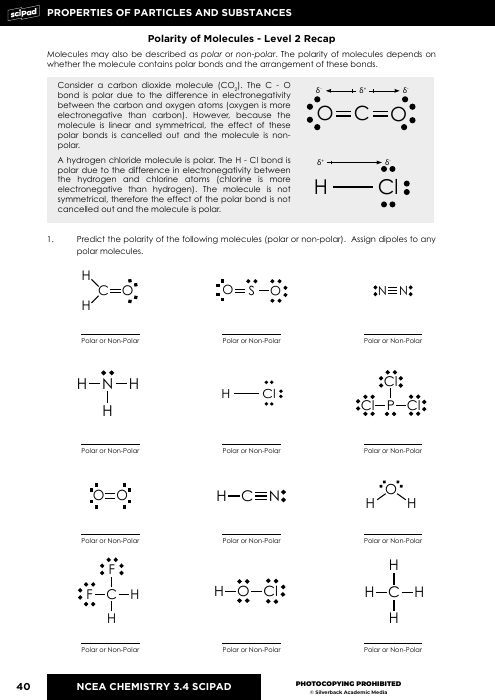 scipad PROPERTIES OF PARTICLES AND SUBSTANCES
Polarity of Molecules - Level 2 Recap
Molecules may also be described as polar or non-polar. The polarity of molecules depends on
whether the molecule contains polar bonds and the arrangement of these bonds.
Consider a carbon dioxide molecule (CO2). The C - O
bond is polar due to the difference in electronegativity
between the carbon and oxygen atoms (oxygen is more
electronegative than carbon). However, because the
molecule is linear and symmetrical, the effect of these
polar bonds is cancelled out and the molecule is non-
polar.
δ- δ+ δ-
O=C=O
A hydrogen chloride molecule is polar. The H - Cl bond is
polar due to the difference in electronegativity between
the hydrogen and chlorine atoms (chlorine is more
electronegative than hydrogen). The molecule is not
symmetrical, therefore the effect of the polar bond is not
cancelled out and the molecule is polar.
δ+ δ-
H — Cl
1. Predict the polarity of the following molecules (polar or non-polar). Assign dipoles to any
polar molecules.
H
C=O
H
O=S-O
N≡N
Polar or Non-Polar Polar or Non-Polar Polar or Non-Polar
H-N-H
H
H — Cl
Cl
Cl-P-Cl
Polar or Non-Polar Polar or Non-Polar Polar or Non-Polar
O=O
H-C≡N
O
H H
Polar or Non-Polar Polar or Non-Polar Polar or Non-Polar
F
F-C-H
H
H-O-Cl
H
H-C-H
H
Polar or Non-Polar Polar or Non-Polar Polar or Non-Polar
40 NCEA CHEMISTRY 3.4 SCIPAD
PHOTOCOPYING PROHIBITED
© Silverback Academic Media